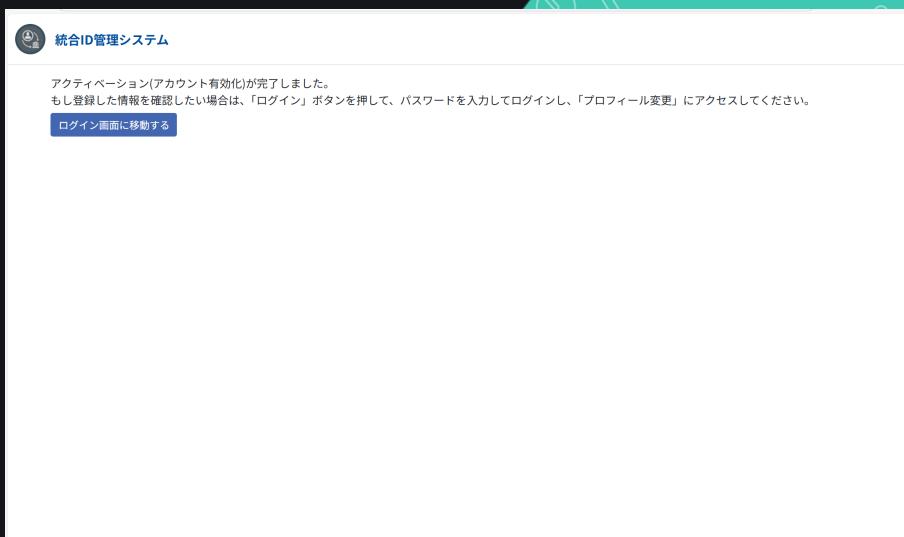 統合ID管理システム
アクティベーション(アカウント有効化)が完了しました。
もし登録した情報を確認したい場合は、「ログイン」ボタンを押して、パスワードを入力してログインし、「プロフィール変更」にアクセスしてください。
ログイン画面に移動する